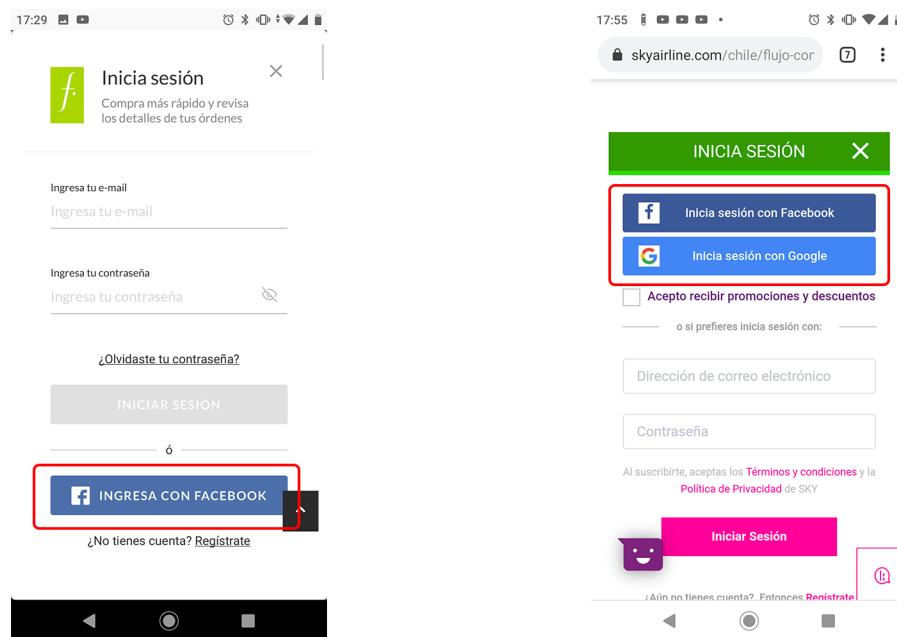 17:29
f.
Inicia sesión
Compra más rápido y revisa
los detalles de tus órdenes
Ingresa tu e-mail
Ingresa tu e-mail
Ingresa tu contraseña
Ingresa tu contraseña
¿Olvidaste tu contraseña?
INICIAR SESIÓN
ó
INGRESA CON FACEBOOK
¿No tienes cuenta? Regístrate
17:55
skyairline.com/chile/flujo-cor
7
INICIA SESIÓN
Inicia sesión con Facebook
Inicia sesión con Google
Acepto recibir promociones y descuentos
o si prefieres inicia sesión con:
Dirección de correo electrónico
Contraseña
Al suscribirte, aceptas los Términos y condiciones y la
Política de Privacidad de SKY
Iniciar Sesión
¿Aún no tienes cuenta? Entonces Regístrate